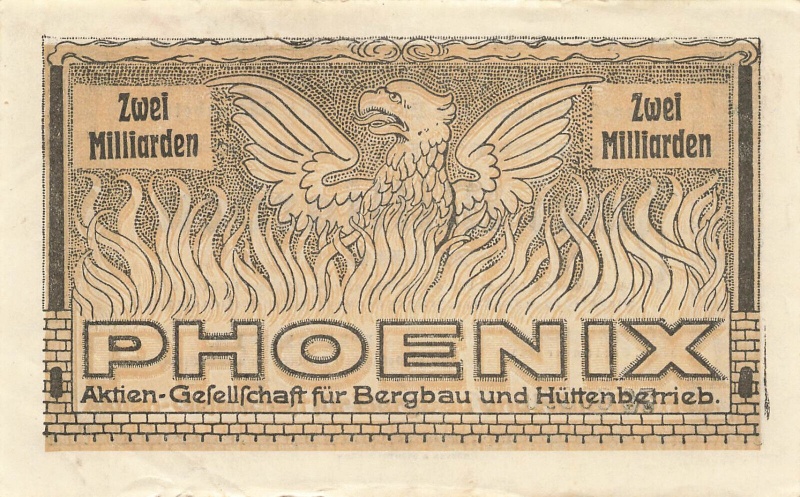 Zwei
Milliarden
Zwei
Milliarden
PHOENIX
Aktien-Geſellſchaft für Bergbau und Hüttenbetrieb.